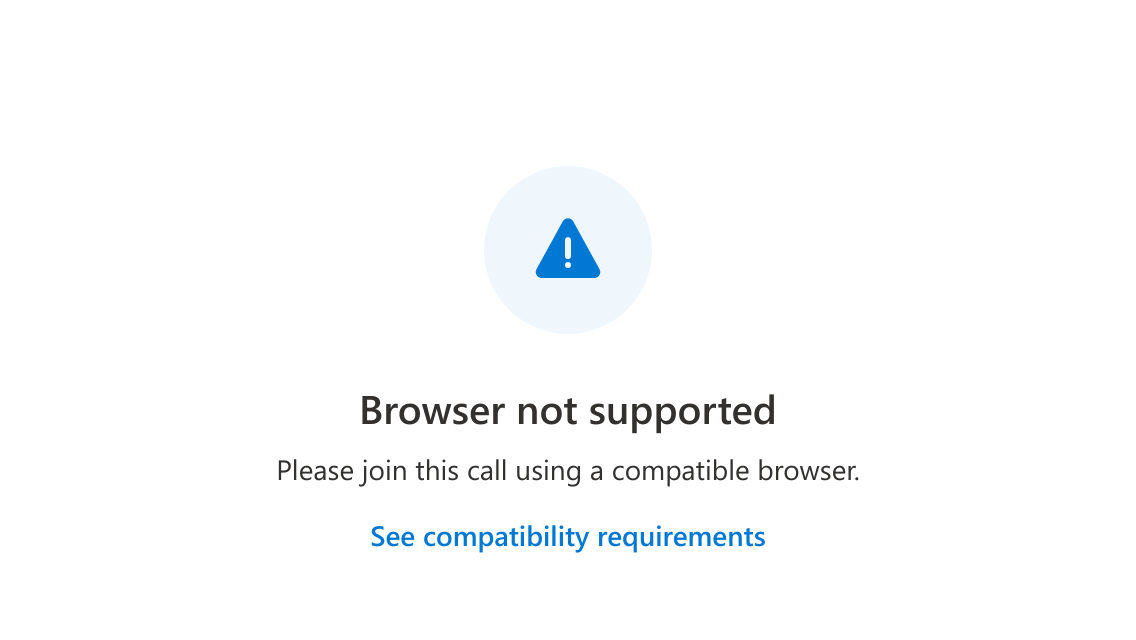 Browser not supported
Please join this call using a compatible browser.
See compatibility requirements